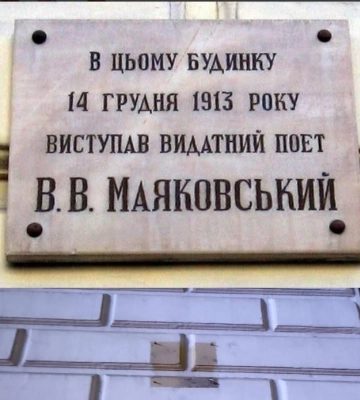 В ЦЬОМУ БУДИНКУ
14 ГРУДНЯ 1913 РОКУ
ВИСТУПАВ ВИДАТНИЙ ПОЕТ
В. В. МАЯКОВСЬКИЙ